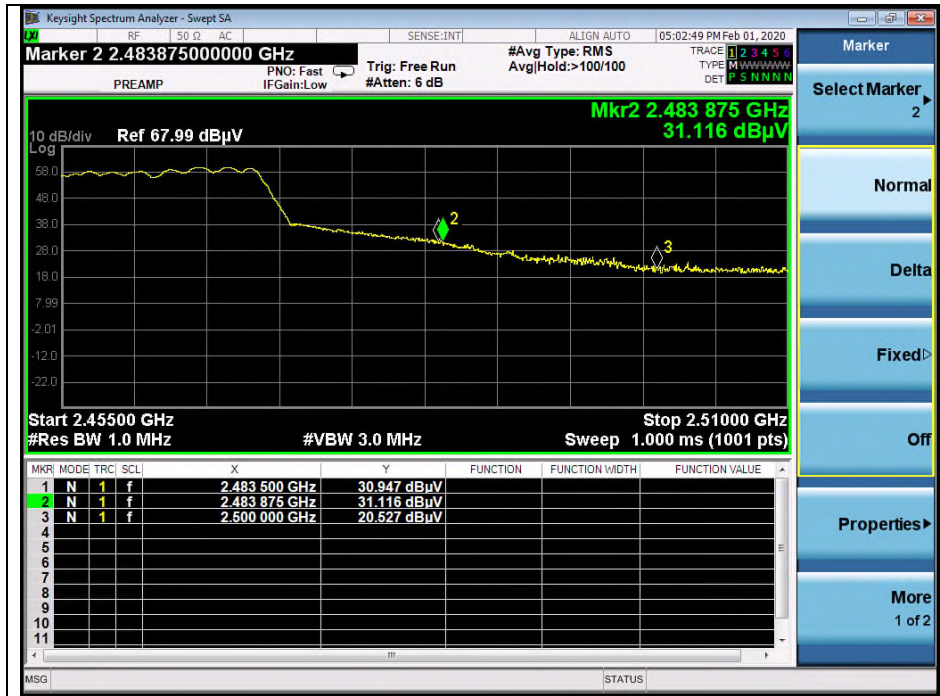 Keysight Spectrum Analyzer - Swept SA
LXI RF 50 Ω AC SENSE:INT ALIGN AUTO 05:02:49 PM Feb 01, 2020
Marker 2 2.483875000000 GHz
PREAMP
PNO: Fast
IFGain:Low
Trig: Free Run
#Atten: 6 dB
#Avg Type: RMS
Avg|Hold:>100/100
TRACE 1 2 3 4 5 6
TYPE M WWWWW
DET P S N N N N
Mkr2 2.483 875 GHz
31.116 dBµV
10 dB/div Ref 67.99 dBµV
Log
58.0
48.0
38.0
28.0
18.0
7.99
-2.01
-12.0
-22.0
2
3
Start 2.45500 GHz Stop 2.51000 GHz
#Res BW 1.0 MHz #VBW 3.0 MHz Sweep 1.000 ms (1001 pts)
MKR MODE TRC SCL X Y FUNCTION FUNCTION WIDTH FUNCTION VALUE
1 N 1 f 2.483 500 GHz 30.947 dBµV
2 N 1 f 2.483 875 GHz 31.116 dBµV
3 N 1 f 2.500 000 GHz 20.527 dBµV
4
5
6
7
8
9
10
11
MSG STATUS
Marker
Select Marker
2
Normal
Delta
Fixed
Off
Properties
More
1 of 2